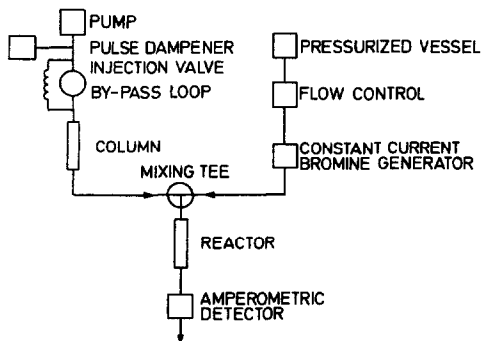 PUMP
PULSE DAMPENER
INJECTION VALVE
BY-PASS LOOP
COLUMN
MIXING TEE
PRESSURIZED VESSEL
FLOW CONTROL
CONSTANT CURRENT
BROMINE GENERATOR
REACTOR
AMPEROMETRIC
DETECTOR